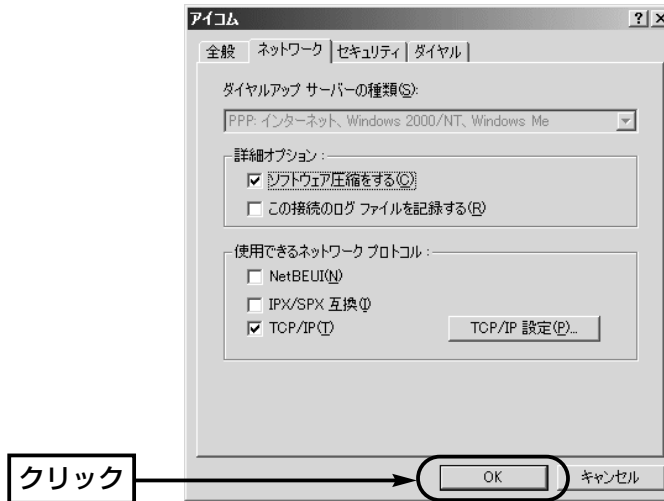 アイコム
全般 ネットワーク セキュリティ ダイヤル
ダイヤルアップ サーバーの種類(S):
PPP: インターネット、Windows 2000/NT、Windows Me
詳細オプション:
ソフトウェア圧縮をする(C)
この接続のログ ファイルを記録する(R)
使用できるネットワーク プロトコル:
NetBEUI(N)
IPX/SPX 互換(I)
TCP/IP(T) TCP/IP 設定(P)...
クリック OK キャンセル